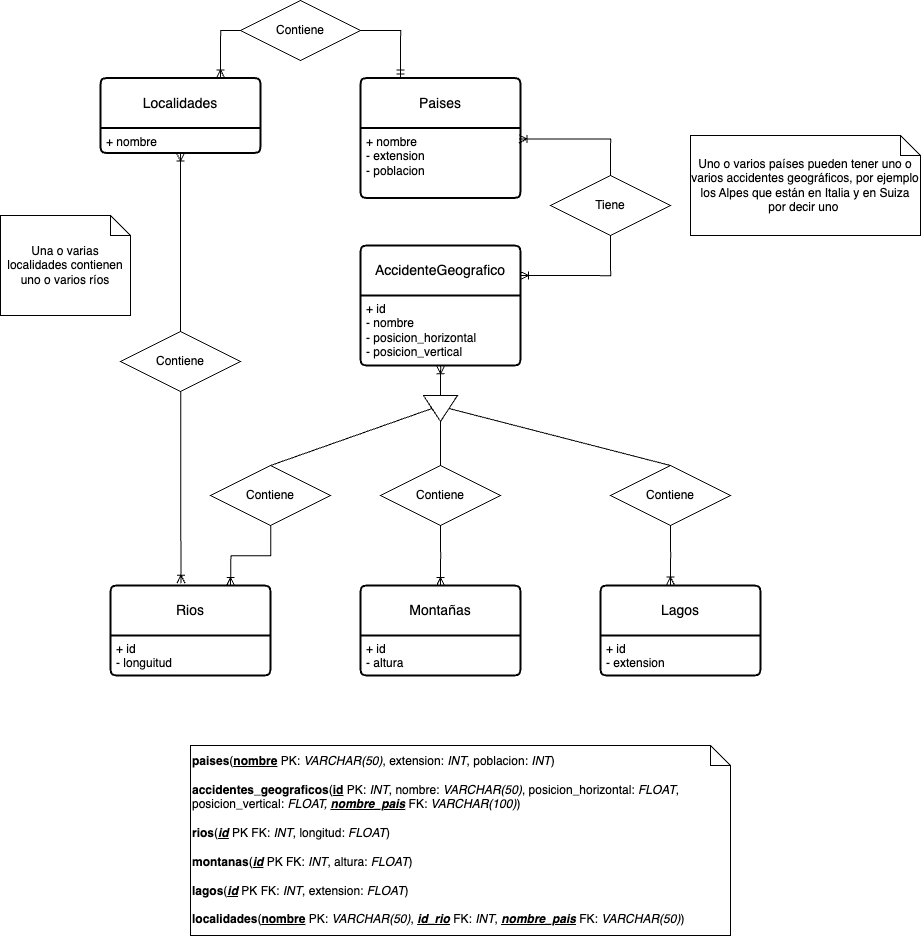 Contiene
Localidades
+ nombre
Paises
+ nombre
- extension
- poblacion
Uno o varios países pueden tener uno o
varios accidentes geográficos, por ejemplo
los Alpes que están en Italia y en Suiza
por decir uno
Tiene
Una o varias
localidades contienen
uno o varios ríos
AccidenteGeografico
+ id
- nombre
- posicion_horizontal
- posicion_vertical
Contiene
Contiene
Contiene
Contiene
Rios
+ id
- longuitud
Montañas
+ id
- altura
Lagos
+ id
- extension
paises(nombre PK: VARCHAR(50), extension: INT, poblacion: INT)
accidentes_geograficos(id PK: INT, nombre: VARCHAR(50), posicion_horizontal: FLOAT,
posicion_vertical: FLOAT, nombre_pais FK: VARCHAR(100))
rios(id PK FK: INT, longitud: FLOAT)
montanas(id PK FK: INT, altura: FLOAT)
lagos(id PK FK: INT, extension: FLOAT)
localidades(nombre PK: VARCHAR(50), id_rio FK: INT, nombre_pais FK: VARCHAR(50))